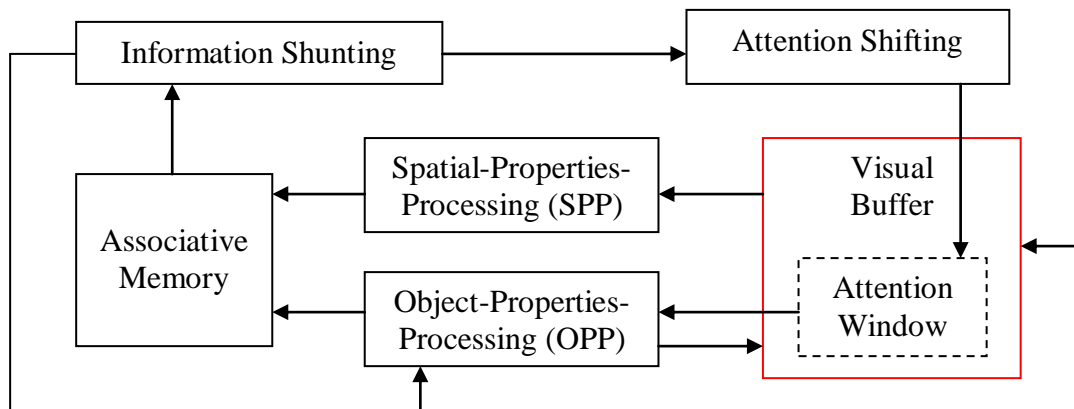 Information Shunting
Attention Shifting
Spatial-Properties-
Processing (SPP)
Visual
Buffer
Associative
Memory
Object-Properties-
Processing (OPP)
Attention
Window